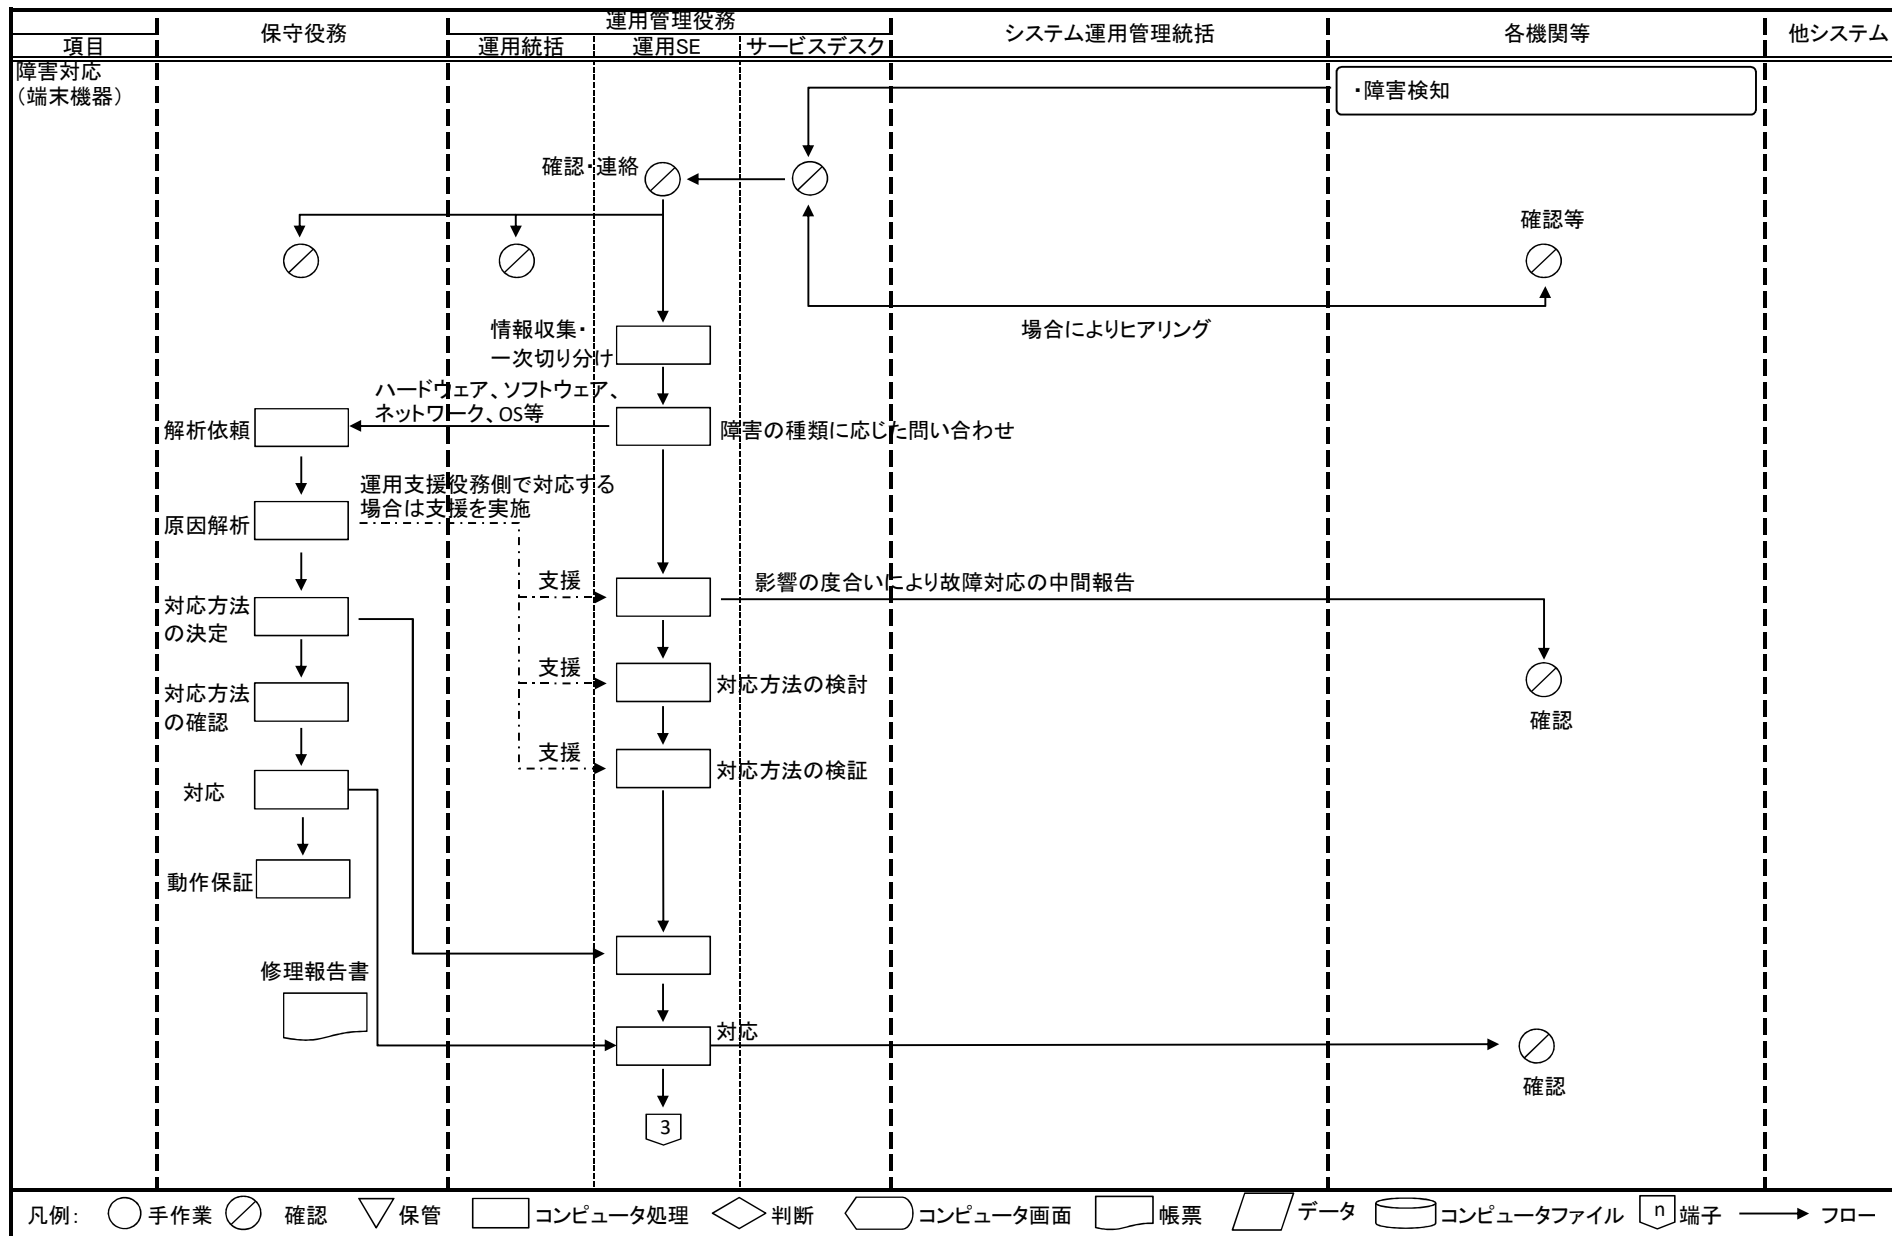 運用管理役務
保守役務
システム運用管理統括
各機関等
他システム
項目
運用統括
運用SE
サービスデスク
障害対応
（端末機器）
・障害検知
確認・連絡
確認等
場合によりヒアリング
情報収集・
一次切り分け
ハードウェア、ソフトウェア、
ネットワーク、OS等
解析依頼
障害の種類に応じた問い合わせ
運用支援役務側で対応する
場合は支援を実施
原因解析
支援
影響の度合いにより故障対応の中間報告
対応方法
の決定
支援
対応方法の検討
対応方法
の確認
確認
支援
対応方法の検証
対応
動作保証
修理報告書
対応
確認
3
凡例: 手作業 確認 保管 コンピュータ処理 判断 コンピュータ画面 帳票 データ コンピュータファイル n 端子 フロー